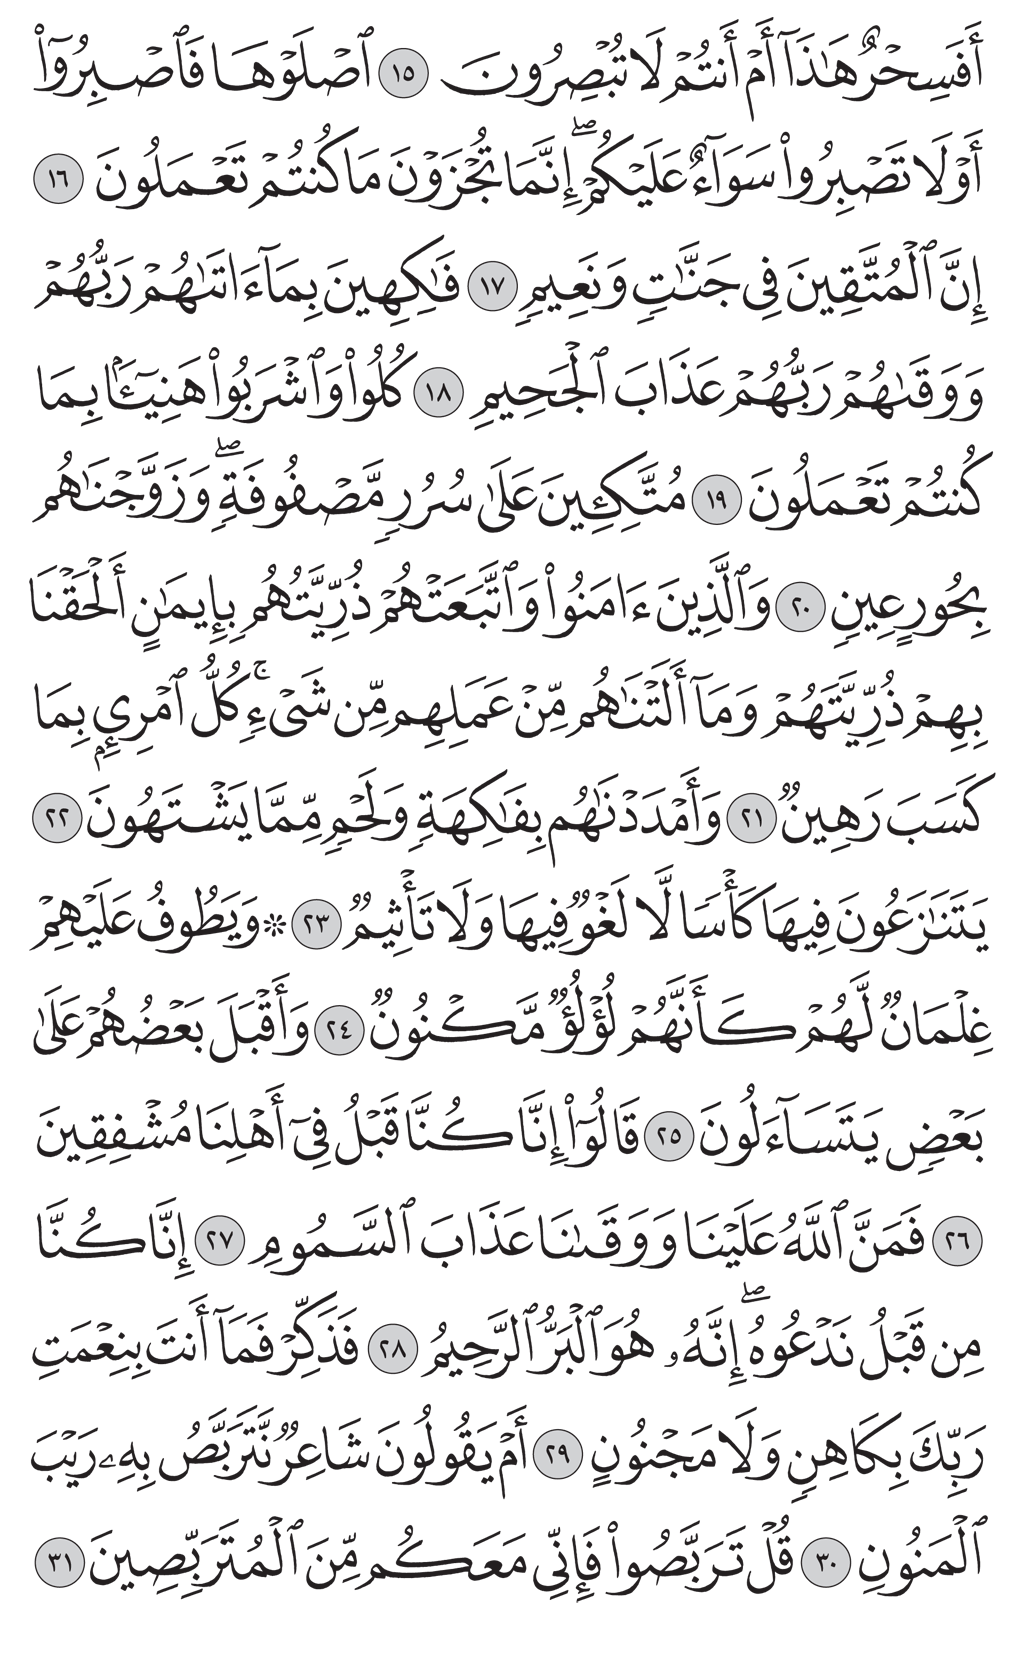 أَفَسِحْرٌ هَٰذَآ أَمْ أَنتُمْ لَا تُبْصِرُونَ ١٥ ٱصْلَوْهَا فَٱصْبِرُوٓا۟
أَوْ لَا تَصْبِرُوا۟ سَوَآءٌ عَلَيْكُمْ ۖ إِنَّمَا تُجْزَوْنَ مَا كُنتُمْ تَعْمَلُونَ ١٦
إِنَّ ٱلْمُتَّقِينَ فِى جَنَّٰتٍ وَنَعِيمٍ ١٧ فَٰكِهِينَ بِمَآ ءَاتَىٰهُمْ رَبُّهُمْ
وَوَقَىٰهُمْ رَبُّهُمْ عَذَابَ ٱلْجَحِيمِ ١٨ كُلُوا۟ وَٱشْرَبُوا۟ هَنِيٓـًٔۢا بِمَا
كُنتُمْ تَعْمَلُونَ ١٩ مُتَّكِـِٔينَ عَلَىٰ سُرُرٍ مَّصْفُوفَةٍ ۖ وَزَوَّجْنَٰهُم
بِحُورٍ عِينٍ ٢٠ وَٱلَّذِينَ ءَامَنُوا۟ وَٱتَّبَعَتْهُمْ ذُرِّيَّتُهُم بِإِيمَٰنٍ أَلْحَقْنَا
بِهِمْ ذُرِّيَّتَهُمْ وَمَآ أَلَتْنَٰهُم مِّنْ عَمَلِهِم مِّن شَىْءٍ ۚ كُلُّ ٱمْرِئٍۭ بِمَا
كَسَبَ رَهِينٌ ٢١ وَأَمْدَدْنَٰهُم بِفَٰكِهَةٍ وَلَحْمٍ مِّمَّا يَشْتَهُونَ ٢٢
يَتَنَٰزَعُونَ فِيهَا كَأْسًا لَّا لَغْوٌ فِيهَا وَلَا تَأْثِيمٌ ٢٣ ۞ وَيَطُوفُ عَلَيْهِمْ
غِلْمَانٌ لَّهُمْ كَأَنَّهُمْ لُؤْلُؤٌ مَّكْنُونٌ ٢٤ وَأَقْبَلَ بَعْضُهُمْ عَلَىٰ
بَعْضٍ يَتَسَآءَلُونَ ٢٥ قَالُوٓا۟ إِنَّا كُنَّا قَبْلُ فِىٓ أَهْلِنَا مُشْفِقِينَ
٢٦ فَمَنَّ ٱللَّهُ عَلَيْنَا وَوَقَىٰنَا عَذَابَ ٱلسَّمُومِ ٢٧ إِنَّا كُنَّا
مِن قَبْلُ نَدْعُوهُ ۖ إِنَّهُۥ هُوَ ٱلْبَرُّ ٱلرَّحِيمُ ٢٨ فَذَكِّرْ فَمَآ أَنتَ بِنِعْمَتِ
رَبِّكَ بِكَاهِنٍ وَلَا مَجْنُونٍ ٢٩ أَمْ يَقُولُونَ شَاعِرٌ نَّتَرَبَّصُ بِهِۦ رَيْبَ
ٱلْمَنُونِ ٣٠ قُلْ تَرَبَّصُوا۟ فَإِنِّى مَعَكُم مِّنَ ٱلْمُتَرَبِّصِينَ ٣١